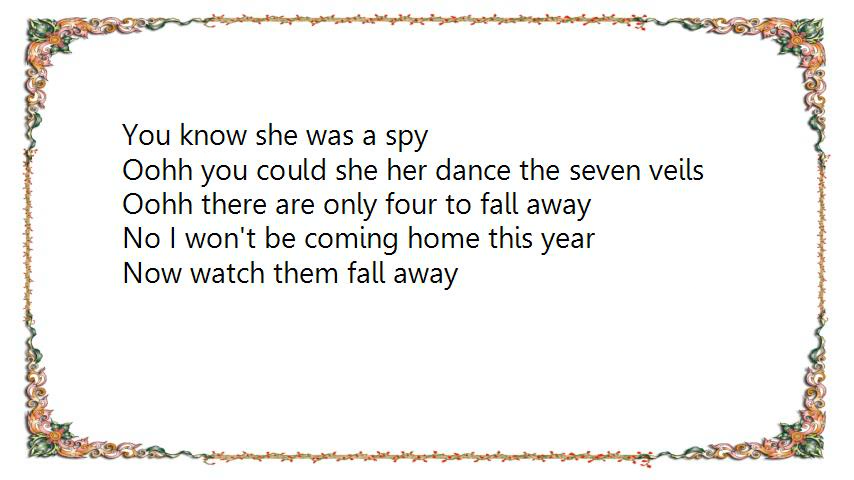 You know she was a spy
Oohh you could she her dance the seven veils
Oohh there are only four to fall away
No I won't be coming home this year
Now watch them fall away